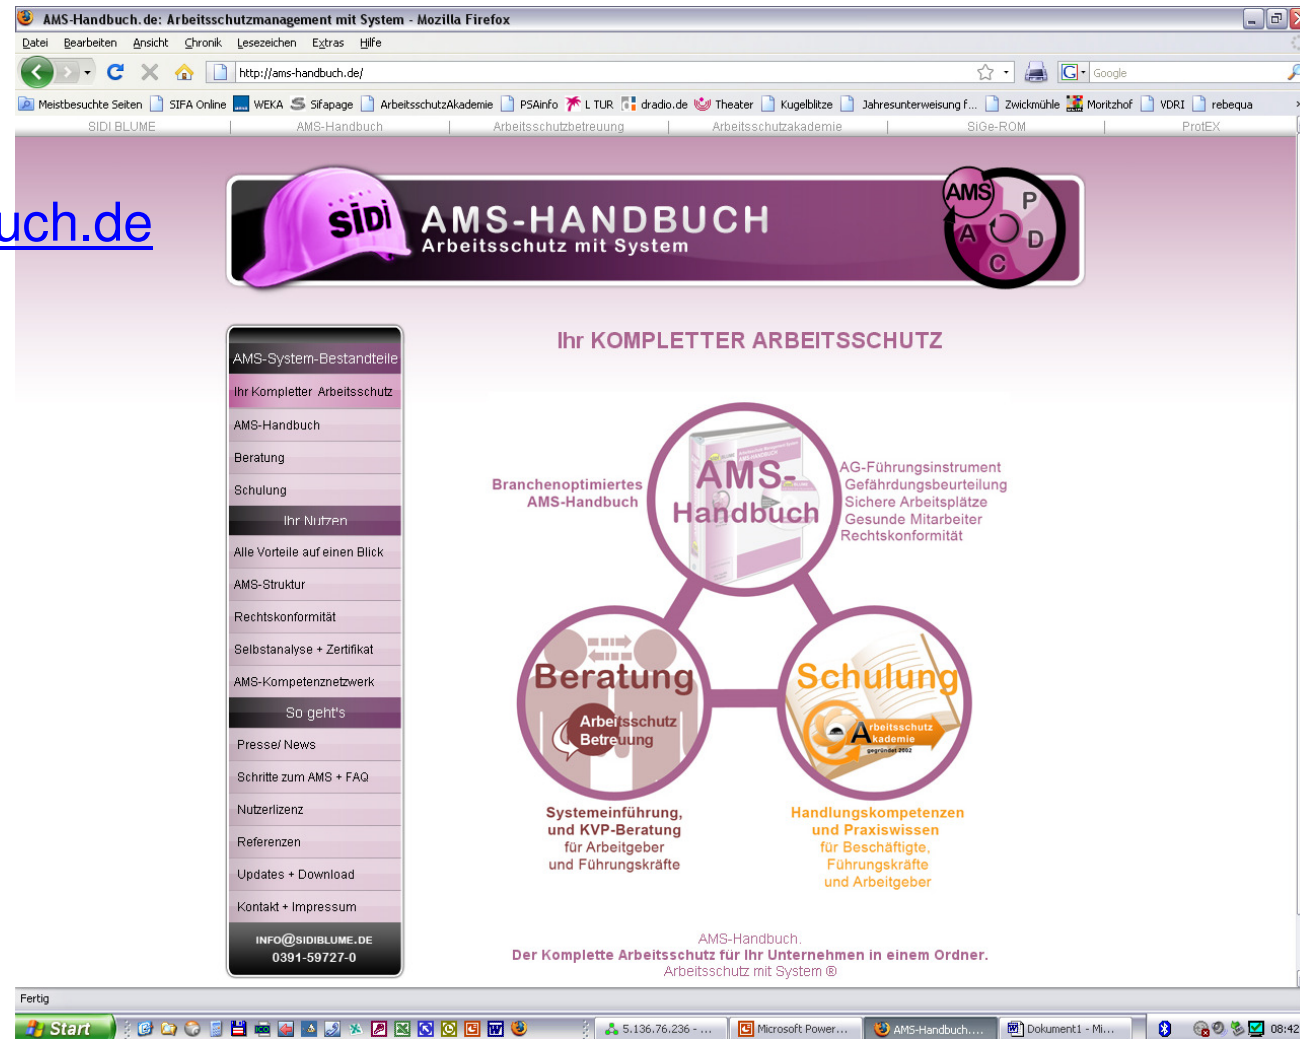 AMS-Handbuch.de: Arbeitsschutzmanagement mit System - Mozilla Firefox
Datei Bearbeiten Ansicht Chronik Lesezeichen Extras Hilfe
http://ams-handbuch.de/
Google
Meistbesuchte Seiten SIFA Online WEKA Sifapage ArbeitsschutzAkademie PSAinfo L TUR dradio.de Theater Kugelblitze Jahresunterweisung f... Zwickmühle Moritzhof VDRI rebequa
SIDI BLUME | AMS-Handbuch | Arbeitsschutzbetreuung | Arbeitsschutzakademie | SiGe-ROM | ProtEX
uch.de
siDi
AMS-HANDBUCH
Arbeitsschutz mit System
AMS
P
A
D
C
AMS-System-Bestandteile
Ihr Kompletter Arbeitsschutz
AMS-Handbuch
Beratung
Schulung
Ihr Nutzen
Alle Vorteile auf einen Blick
AMS-Struktur
Rechtskonformität
Selbstanalyse + Zertifikat
AMS-Kompetenznetzwerk
So geht's
Presse/ News
Schritte zum AMS + FAQ
Nutzerlizenz
Referenzen
Updates + Download
Kontakt + Impressum
INFO@SIDIBLUME.DE
0391-59727-0
Ihr KOMPLETTER ARBEITSSCHUTZ
Branchenoptimiertes
AMS-Handbuch
AMS-
Handbuch
AG-Führungsinstrument
Gefährdungsbeurteilung
Sichere Arbeitsplätze
Gesunde Mitarbeiter
Rechtskonformität
Beratung
Arbeitsschutz
Betreuung
Schulung
Arbeitsschutz
Akademie
gegründet 2002
Systemeinführung,
und KVP-Beratung
für Arbeitgeber
und Führungskräfte
Handlungskompetenzen
und Praxiswissen
für Beschäftigte,
Führungskräfte
und Arbeitgeber
AMS-Handbuch.
Der Komplette Arbeitsschutz für Ihr Unternehmen in einem Ordner.
Arbeitsschutz mit System ®
Fertig
Start 5.136.76.236 - ... Microsoft Power... AMS-Handbuch.... Dokument1 - Mi... 08:42